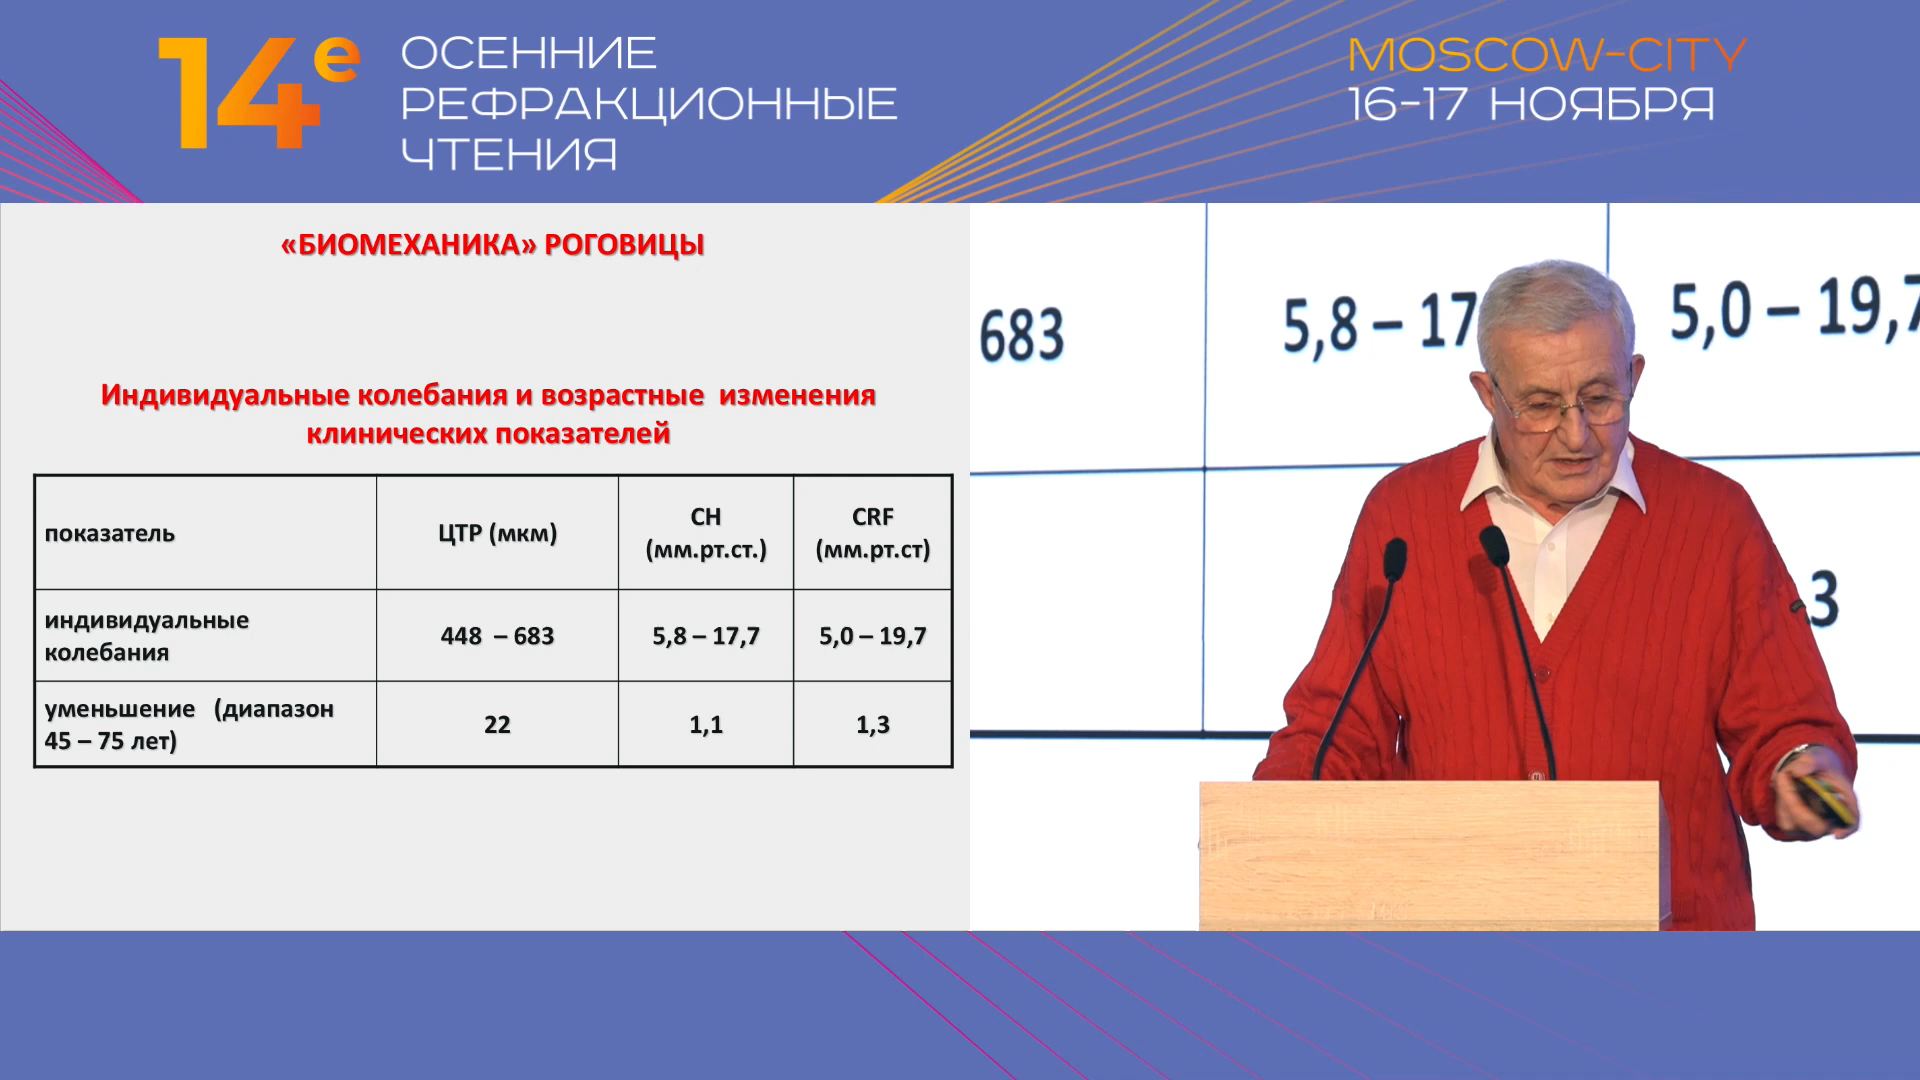 14е
ОСЕННИЕ
РЕФРАКЦИОННЫЕ
ЧТЕНИЯ
MOSCOW-CITY
16-17 НОЯБРЯ
«БИОМЕХАНИКА» РОГОВИЦЫ
Индивидуальные колебания и возрастные изменения
клинических показателей
показатель
ЦТР (мкм)
СН
(мм.рт.ст.)
CRF
(мм.рт.ст)
индивидуальные
колебания
448 – 683
5,8 – 17,7
5,0 – 19,7
уменьшение (диапазон
45 – 75 лет)
22
1,1
1,3
683
5,8 – 17
5,0 – 19,7
,3